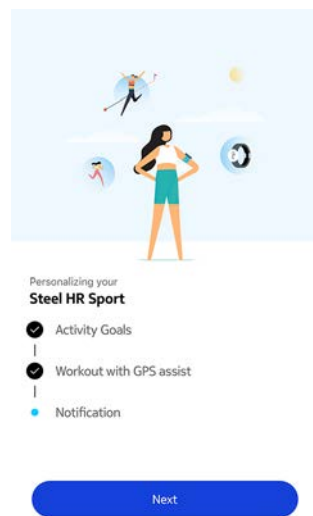 Personalizing your
Steel HR Sport
Activity Goals
Workout with GPS assist
Notification
Next